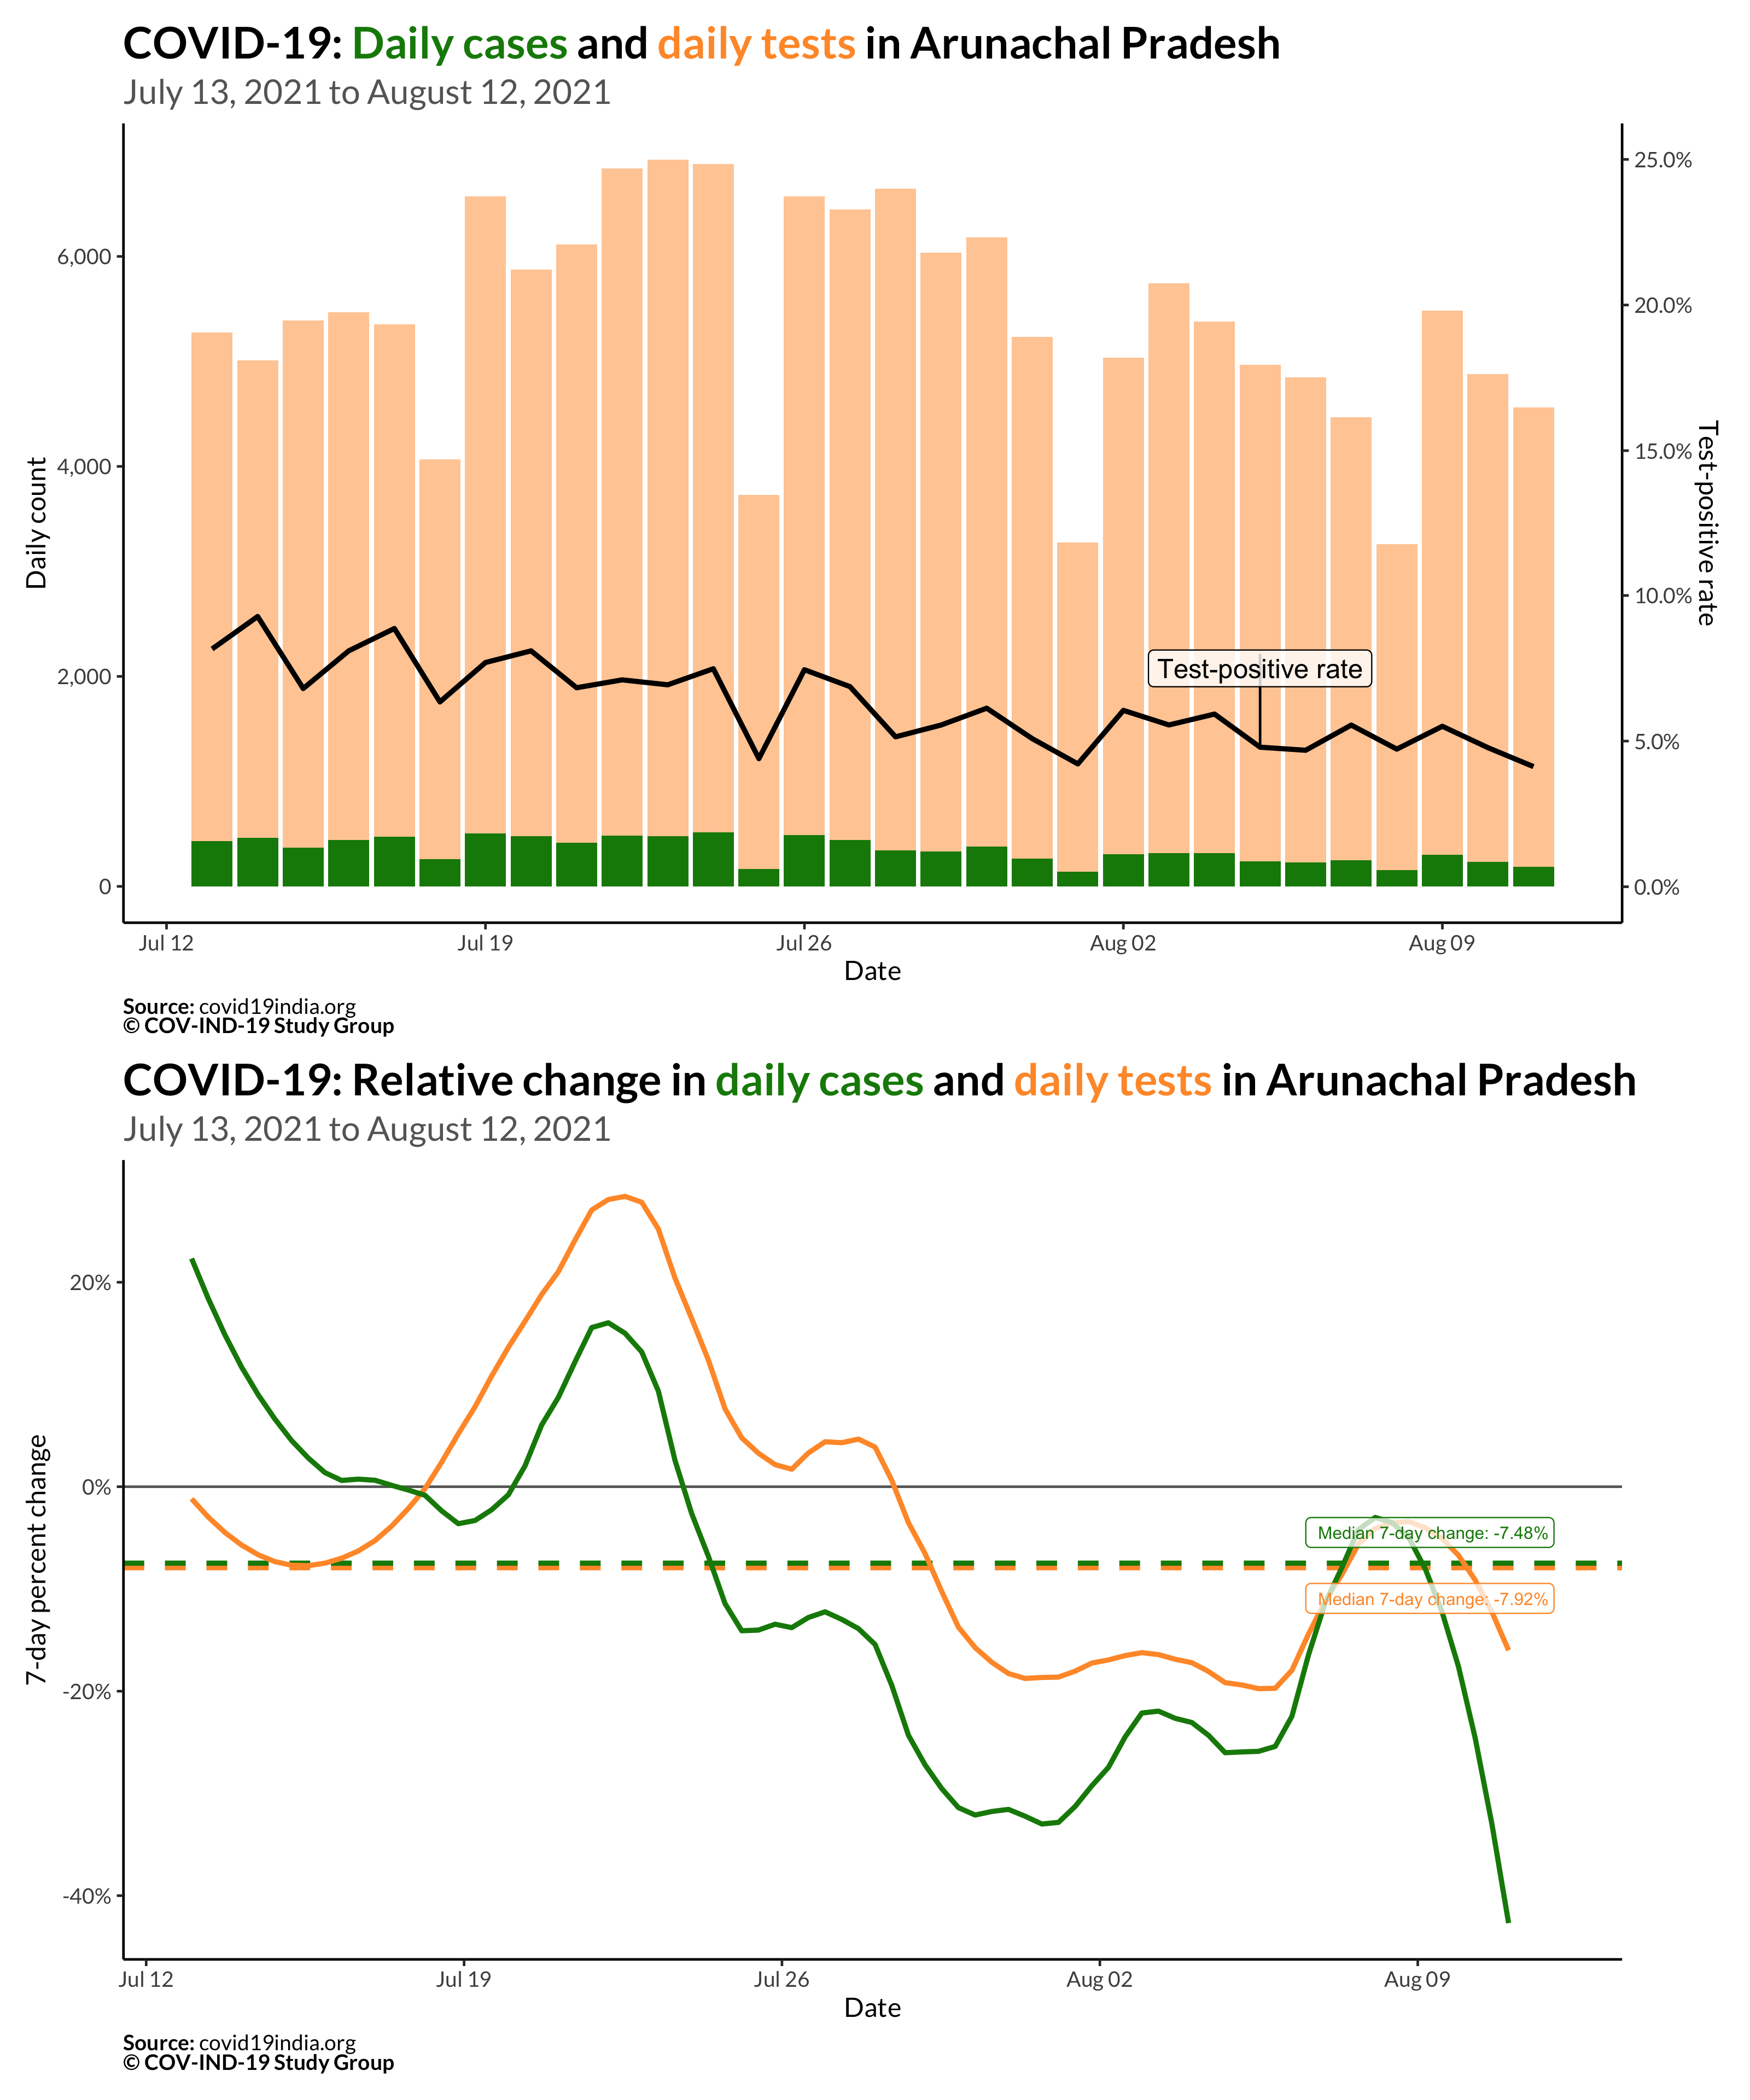 COVID-19: Daily cases and daily tests in Arunachal Pradesh
July 13, 2021 to August 12, 2021
Daily count
6,000
4,000
2,000
0
25.0%
20.0%
15.0%
10.0%
5.0%
0.0%
Test-positive rate
Test-positive rate
Jul 12
Jul 19
Jul 26
Aug 02
Aug 09
Date
Source: covid19india.org
© COV-IND-19 Study Group
COVID-19: Relative change in daily cases and daily tests in Arunachal Pradesh
July 13, 2021 to August 12, 2021
7-day percent change
20%
0%
-20%
-40%
Median 7-day change: -7.48%
Median 7-day change: -7.92%
Jul 12
Jul 19
Jul 26
Aug 02
Aug 09
Date
Source: covid19india.org
© COV-IND-19 Study Group